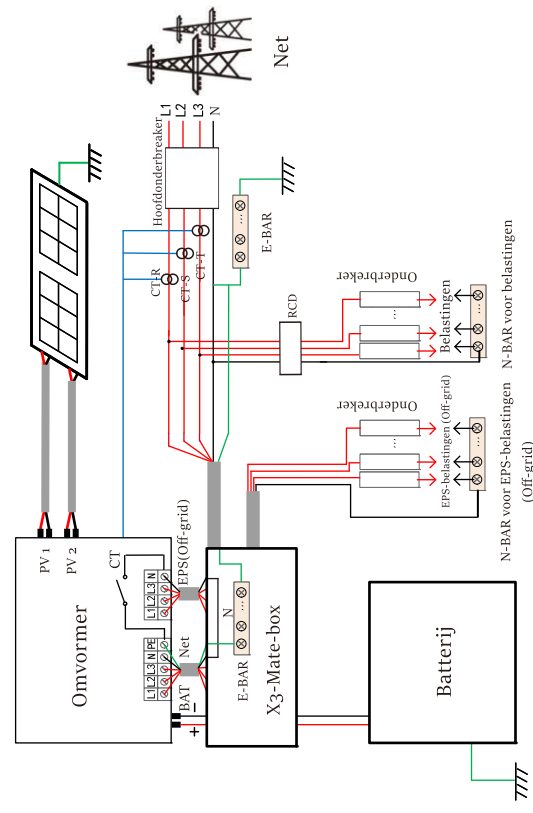 Net
L1
L2
L3
N
Hoofdonderbreaker
E-BAR
CT-R
CT-S
CT-T
RCD
Onderbreker
...
Belastingen
N-BAR voor belastingen
Onderbreker
...
EPS-belastingen (Off-grid)
N-BAR voor EPS-belastingen
(Off-grid)
PV 1
PV 2
Omvormer
CT
L1 L2 L3 N
EPS(Off-grid)
L1 L2 L3 N PE
Net
BAT
+ −
N
E-BAR
X3-Mate-box
Batterij